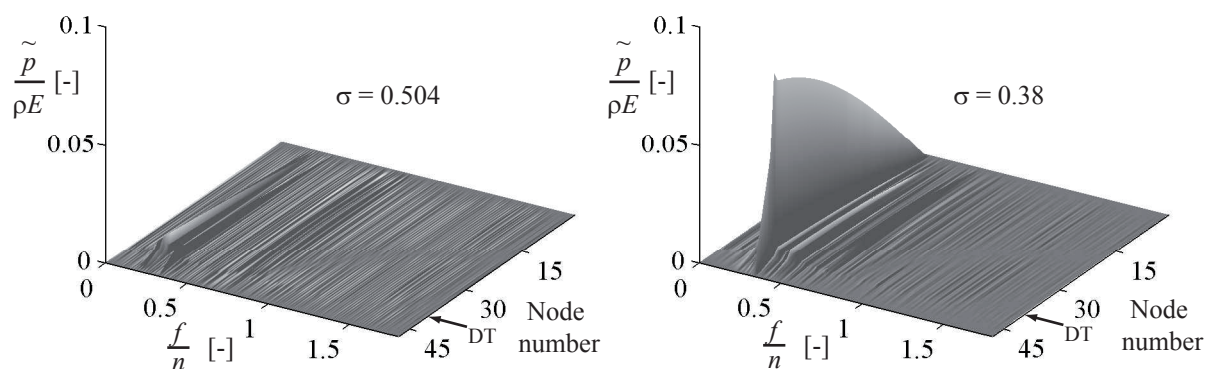 0.1
p̃/ρE [-]
σ = 0.504
0.05
0
0
0.5
1
1.5
f/n [-]
15
30
45
Node
number
DT
0.1
p̃/ρE [-]
σ = 0.38
0.05
0
0
0.5
1
1.5
f/n [-]
15
30
45
Node
number
DT